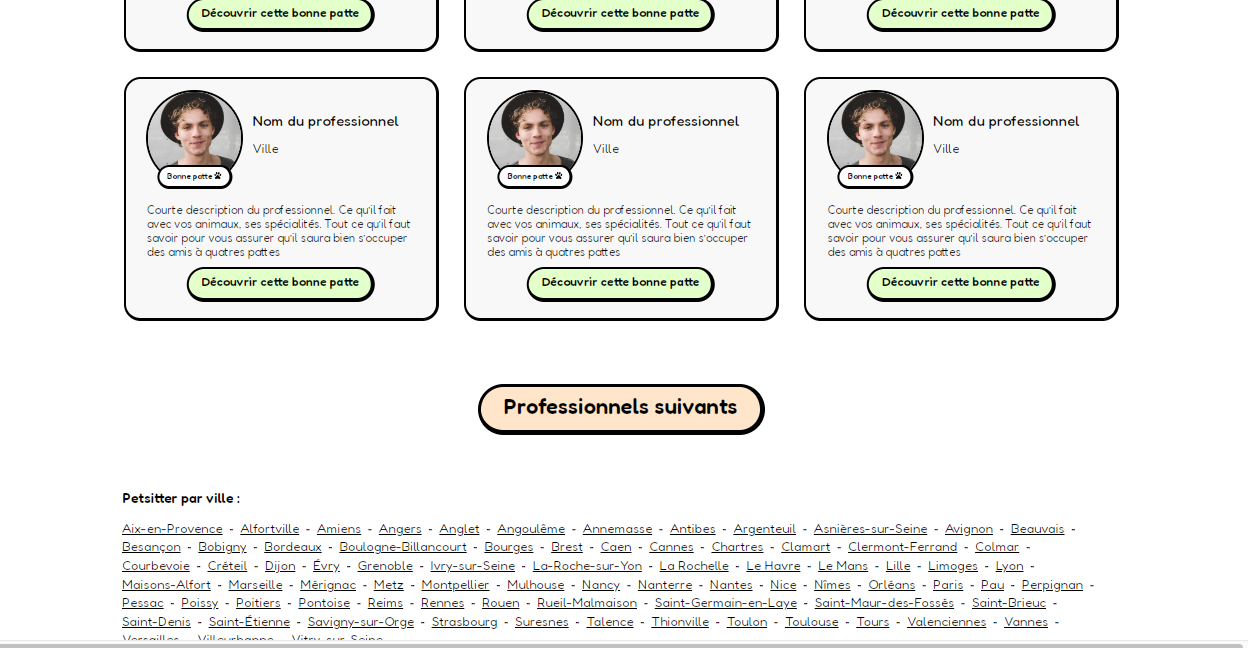 Découvrir cette bonne patte
Découvrir cette bonne patte
Découvrir cette bonne patte
Nom du professionnel
Ville
Bonne patte
Courte description du professionnel. Ce qu'il fait
avec vos animaux, ses spécialités. Tout ce qu'il faut
savoir pour vous assurer qu'il saura bien s'occuper
des amis à quatres pattes
Découvrir cette bonne patte
Nom du professionnel
Ville
Bonne patte
Courte description du professionnel. Ce qu'il fait
avec vos animaux, ses spécialités. Tout ce qu'il faut
savoir pour vous assurer qu'il saura bien s'occuper
des amis à quatres pattes
Découvrir cette bonne patte
Nom du professionnel
Ville
Bonne patte
Courte description du professionnel. Ce qu'il fait
avec vos animaux, ses spécialités. Tout ce qu'il faut
savoir pour vous assurer qu'il saura bien s'occuper
des amis à quatres pattes
Découvrir cette bonne patte
Professionnels suivants
Petsitter par ville :
Aix-en-Provence - Alfortville - Amiens - Angers - Anglet - Angoulême - Annemasse - Antibes - Argenteuil - Asnières-sur-Seine - Avignon - Beauvais -
Besançon - Bobigny - Bordeaux - Boulogne-Billancourt - Bourges - Brest - Caen - Cannes - Chartres - Clamart - Clermont-Ferrand - Colmar -
Courbevoie - Créteil - Dijon - Évry - Grenoble - Ivry-sur-Seine - La-Roche-sur-Yon - La Rochelle - Le Havre - Le Mans - Lille - Limoges - Lyon -
Maisons-Alfort - Marseille - Mérignac - Metz - Montpellier - Mulhouse - Nancy - Nanterre - Nantes - Nice - Nîmes - Orléans - Paris - Pau - Perpignan -
Pessac - Poissy - Poitiers - Pontoise - Reims - Rennes - Rouen - Rueil-Malmaison - Saint-Germain-en-Laye - Saint-Maur-des-Fossés - Saint-Brieuc -
Saint-Denis - Saint-Étienne - Savigny-sur-Orge - Strasbourg - Suresnes - Talence - Thionville - Toulon - Toulouse - Tours - Valenciennes - Vannes -
Versailles - Villeurbanne - Vitry-sur-Seine